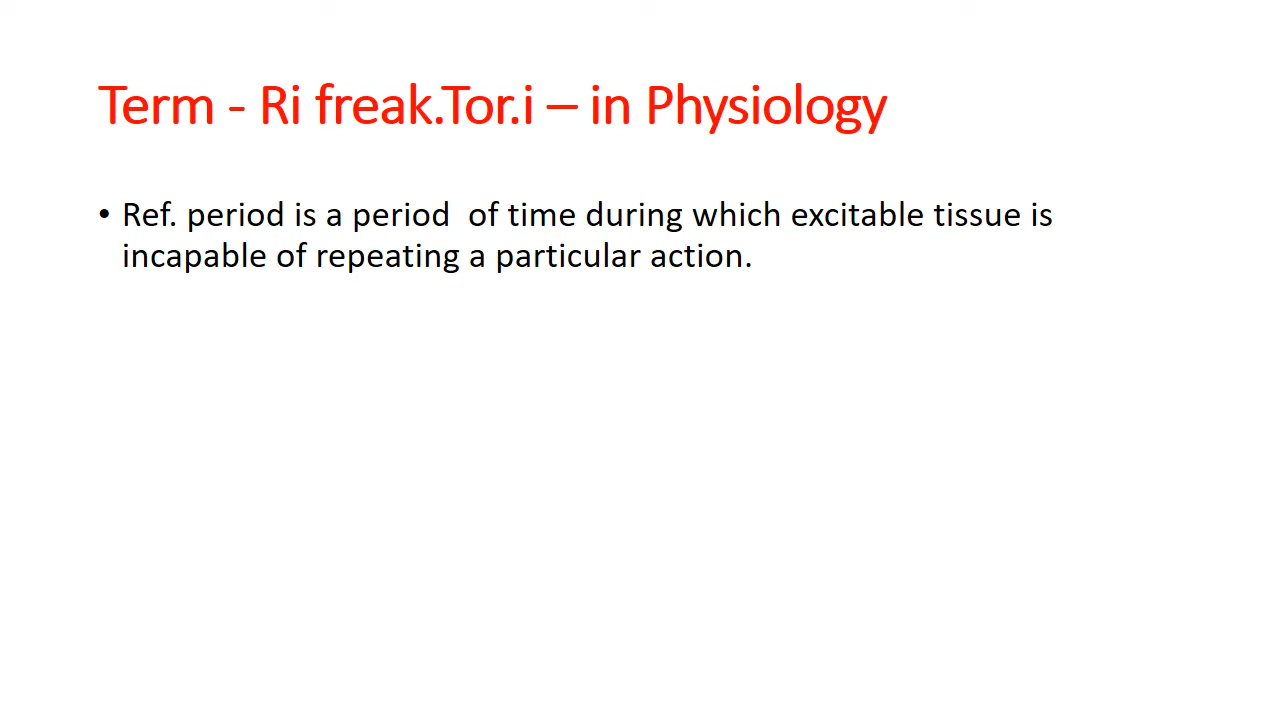 Term - Ri freak.Tor.i – in Physiology
• Ref. period is a period  of time during which excitable tissue is
incapable of repeating a particular action.